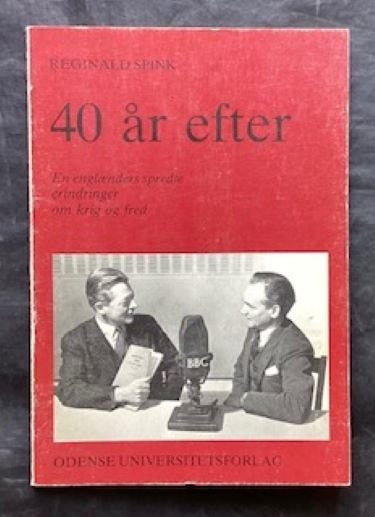 REGINALD SPINK
40 år efter
En englænders spredte
erindringer
om krig og fred
BBC
ODENSE UNIVERSITETSFORLAG